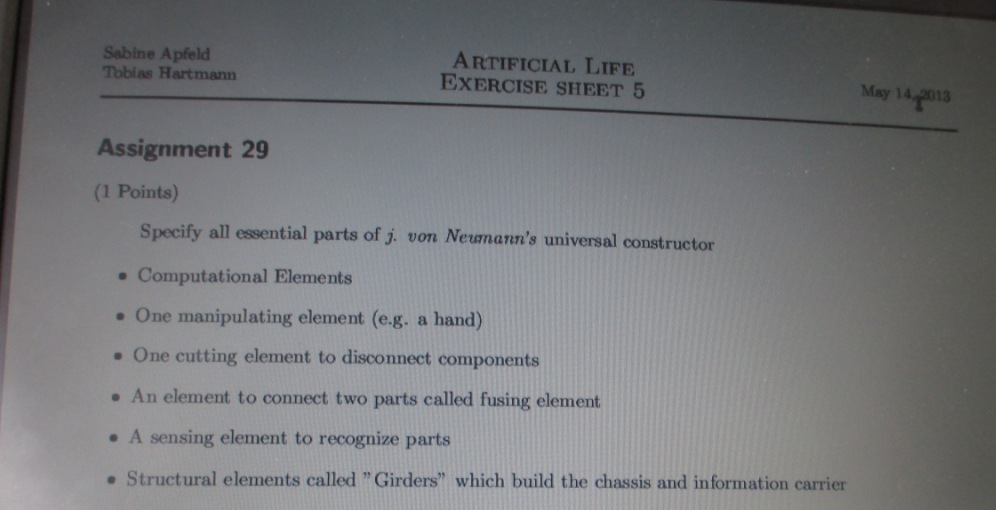 Sabine Apfeld
Tobias Hartmann
ARTIFICIAL LIFE
EXERCISE SHEET 5
May 14, 2013
Assignment 29
(1 Points)
Specify all essential parts of j. von Neumann's universal constructor
• Computational Elements
• One manipulating element (e.g. a hand)
• One cutting element to disconnect components
• An element to connect two parts called fusing element
• A sensing element to recognize parts
• Structural elements called "Girders" which build the chassis and information carrier